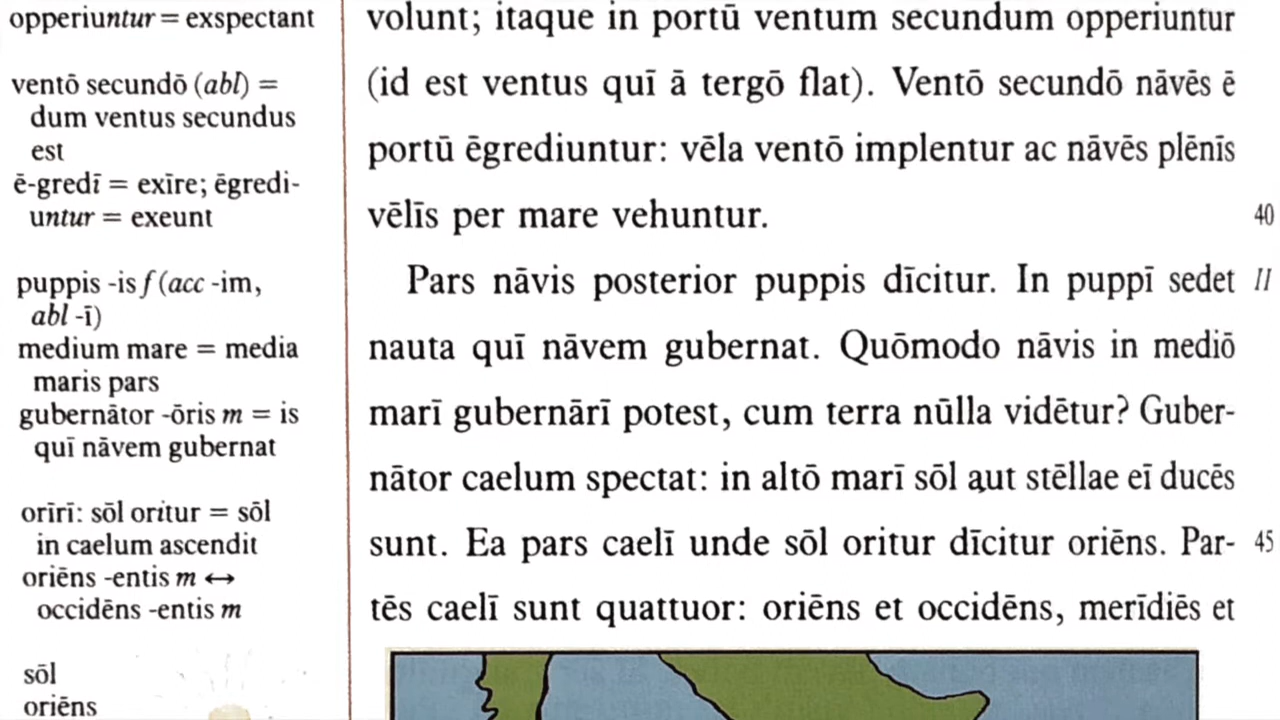 opperiuntur = exspectant
ventō secundō (abl) =
dum ventus secundus
est
ē-gredī = exīre; ēgredi-
untur = exeunt
puppis -is f (acc -im,
abl -ī)
medium mare = media
maris pars
gubernātor -ōris m = is
quī nāvem gubernat
orīrī: sōl oritur = sōl
in caelum ascendit
oriēns -entis m ↔
occidēns -entis m
sōl
oriēns
volunt; itaque in portū ventum secundum opperiuntur
(id est ventus quī ā tergō flat). Ventō secundō nāvēs ē
portū ēgrediuntur: vēla ventō implentur ac nāvēs plēnīs
vēlīs per mare vehuntur.
40
Pars nāvis posterior puppis dīcitur. In puppī sedet
II
nauta quī nāvem gubernat. Quōmodo nāvis in mediō
marī gubernārī potest, cum terra nūlla vidētur? Guber-
nātor caelum spectat: in altō marī sōl aut stēllae eī ducēs
sunt. Ea pars caelī unde sōl oritur dīcitur oriēns. Par-
45
tēs caelī sunt quattuor: oriēns et occidēns, merīdiēs et